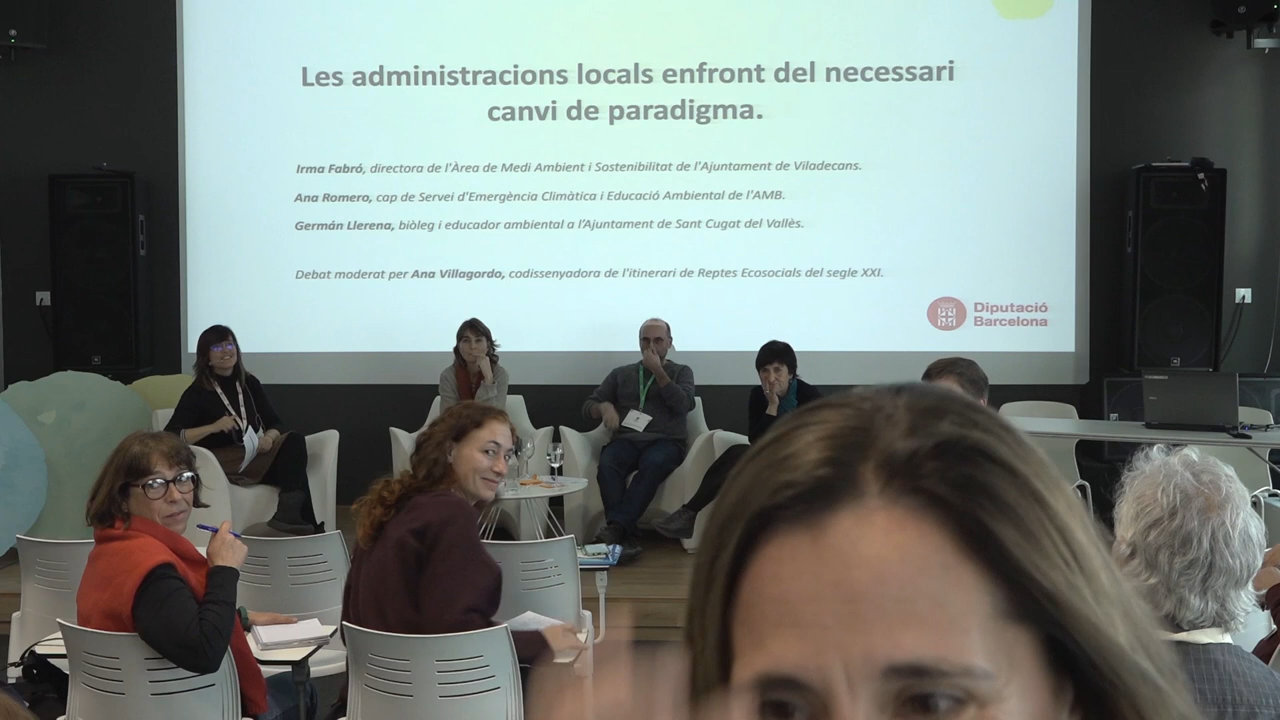 Les administracions locals enfront del necessari
canvi de paradigma.
Irma Fabró, directora de l'Àrea de Medi Ambient i Sostenibilitat de l'Ajuntament de Viladecans.
Ana Romero, cap de Servei d'Emergència Climàtica i Educació Ambiental de l'AMB.
Germán Llerena, biòleg i educador ambiental a l'Ajuntament de Sant Cugat del Vallès.
Debat moderat per Ana Villagordo, codissenyadora de l'itinerari de Reptes Ecosocials del segle XXI.
Diputació
Barcelona